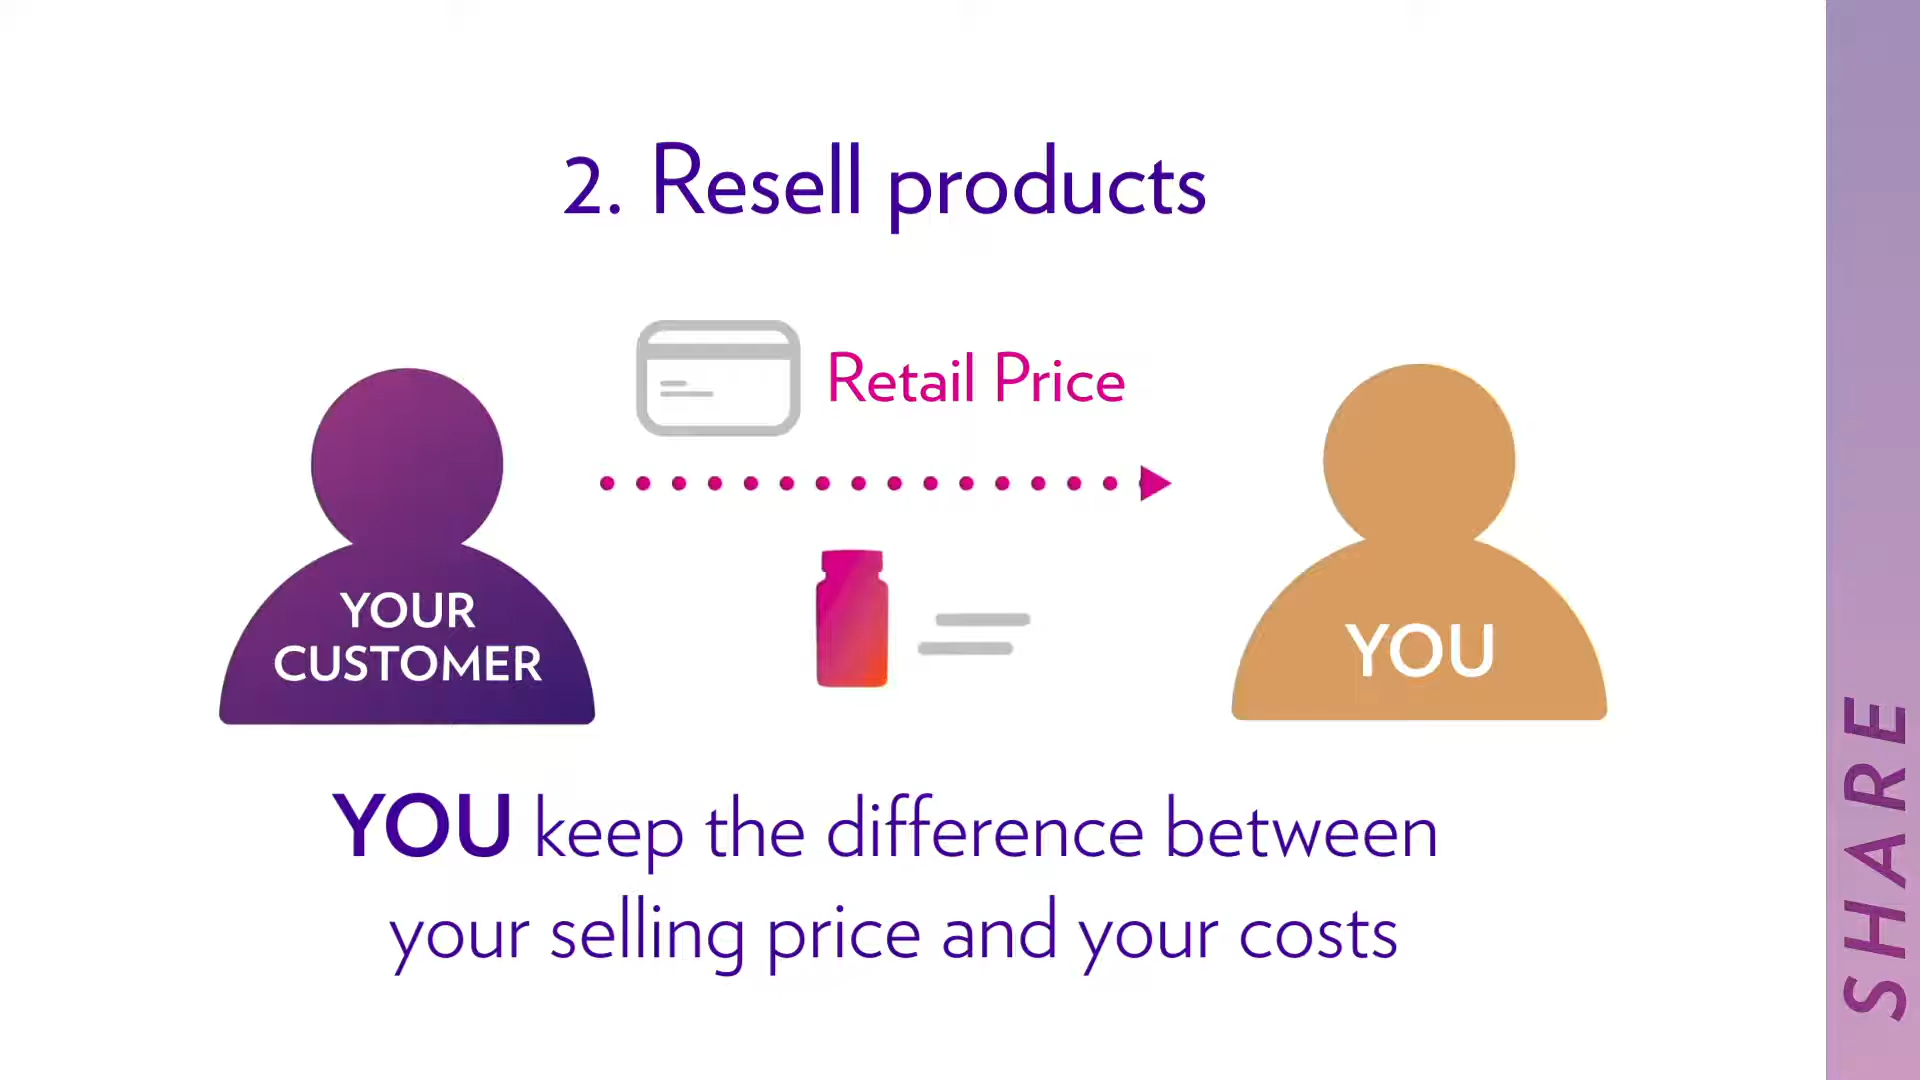 2. Resell products
Retail Price
YOUR
CUSTOMER
YOU
YOU keep the difference between
your selling price and your costs
SHARE